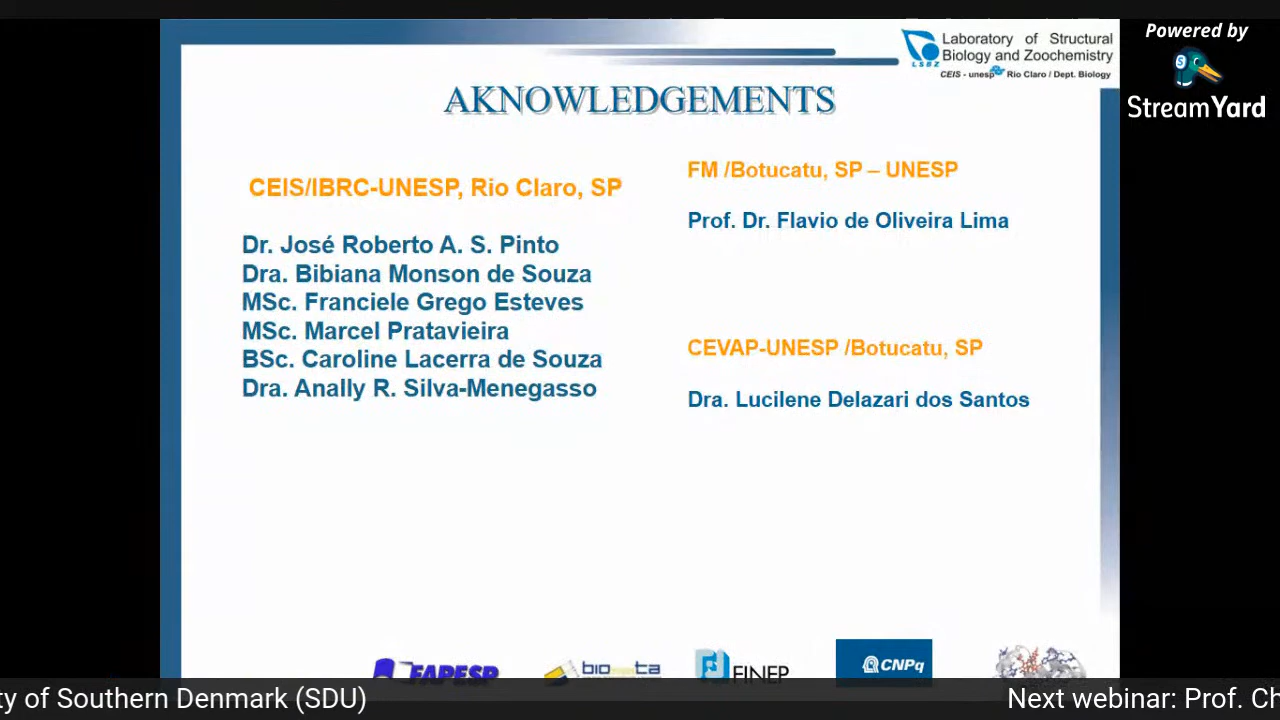 Powered by
StreamYard
Laboratory of Structural
Biology and Zoochemistry
LSBZ
CEIS - unesp Rio Claro / Dept. Biology
AKNOWLEDGEMENTS
CEIS/IBRC-UNESP, Rio Claro, SP
Dr. José Roberto A. S. Pinto
Dra. Bibiana Monson de Souza
MSc. Franciele Grego Esteves
MSc. Marcel Pratavieira
BSc. Caroline Lacerra de Souza
Dra. Anally R. Silva-Menegasso
FM /Botucatu, SP – UNESP
Prof. Dr. Flavio de Oliveira Lima
CEVAP-UNESP /Botucatu, SP
Dra. Lucilene Delazari dos Santos
FAPESP
FINEP
CNPq
ty of Southern Denmark (SDU)
Next webinar: Prof. Ch